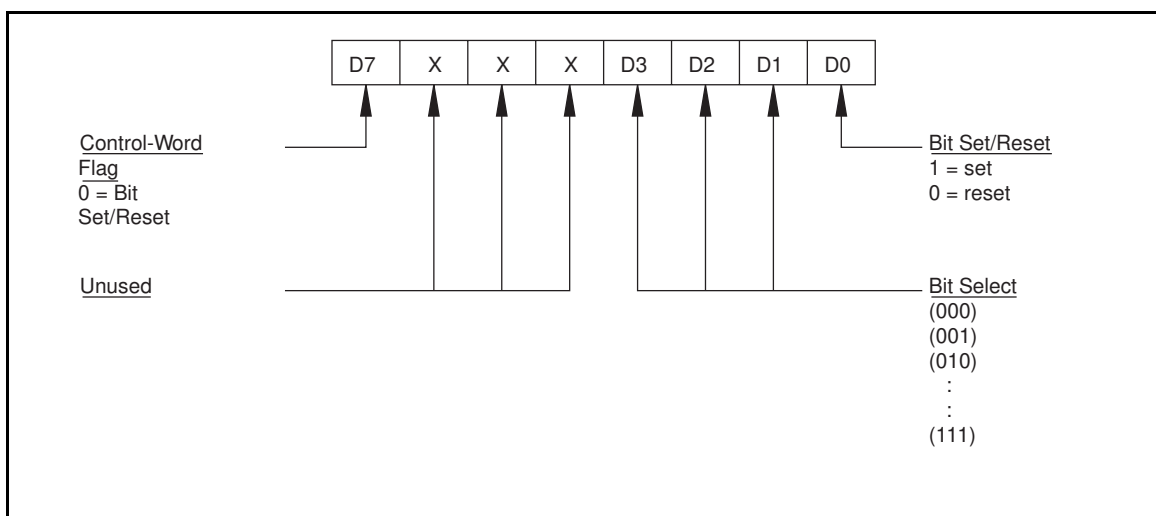 D7 X X X D3 D2 D1 D0
Control-Word
Flag
0 = Bit
Set/Reset
Bit Set/Reset
1 = set
0 = reset
Unused
Bit Select
(000)
(001)
(010)
:
:
(111)